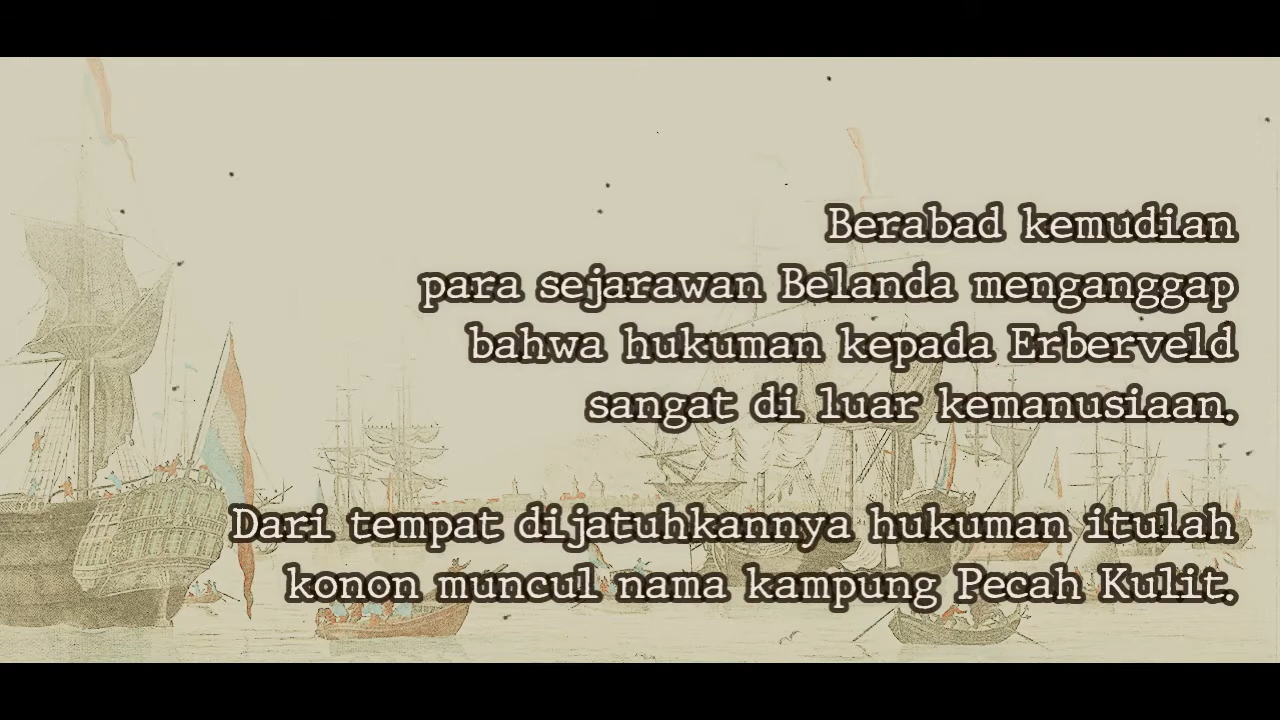 Berabad kemudian
para sejarawan Belanda menganggap
bahwa hukuman kepada Erberveld
sangat di luar kemanusiaan.
Dari tempat dijatuhkannya hukuman itulah
konon muncul nama kampung Pecah Kulit.